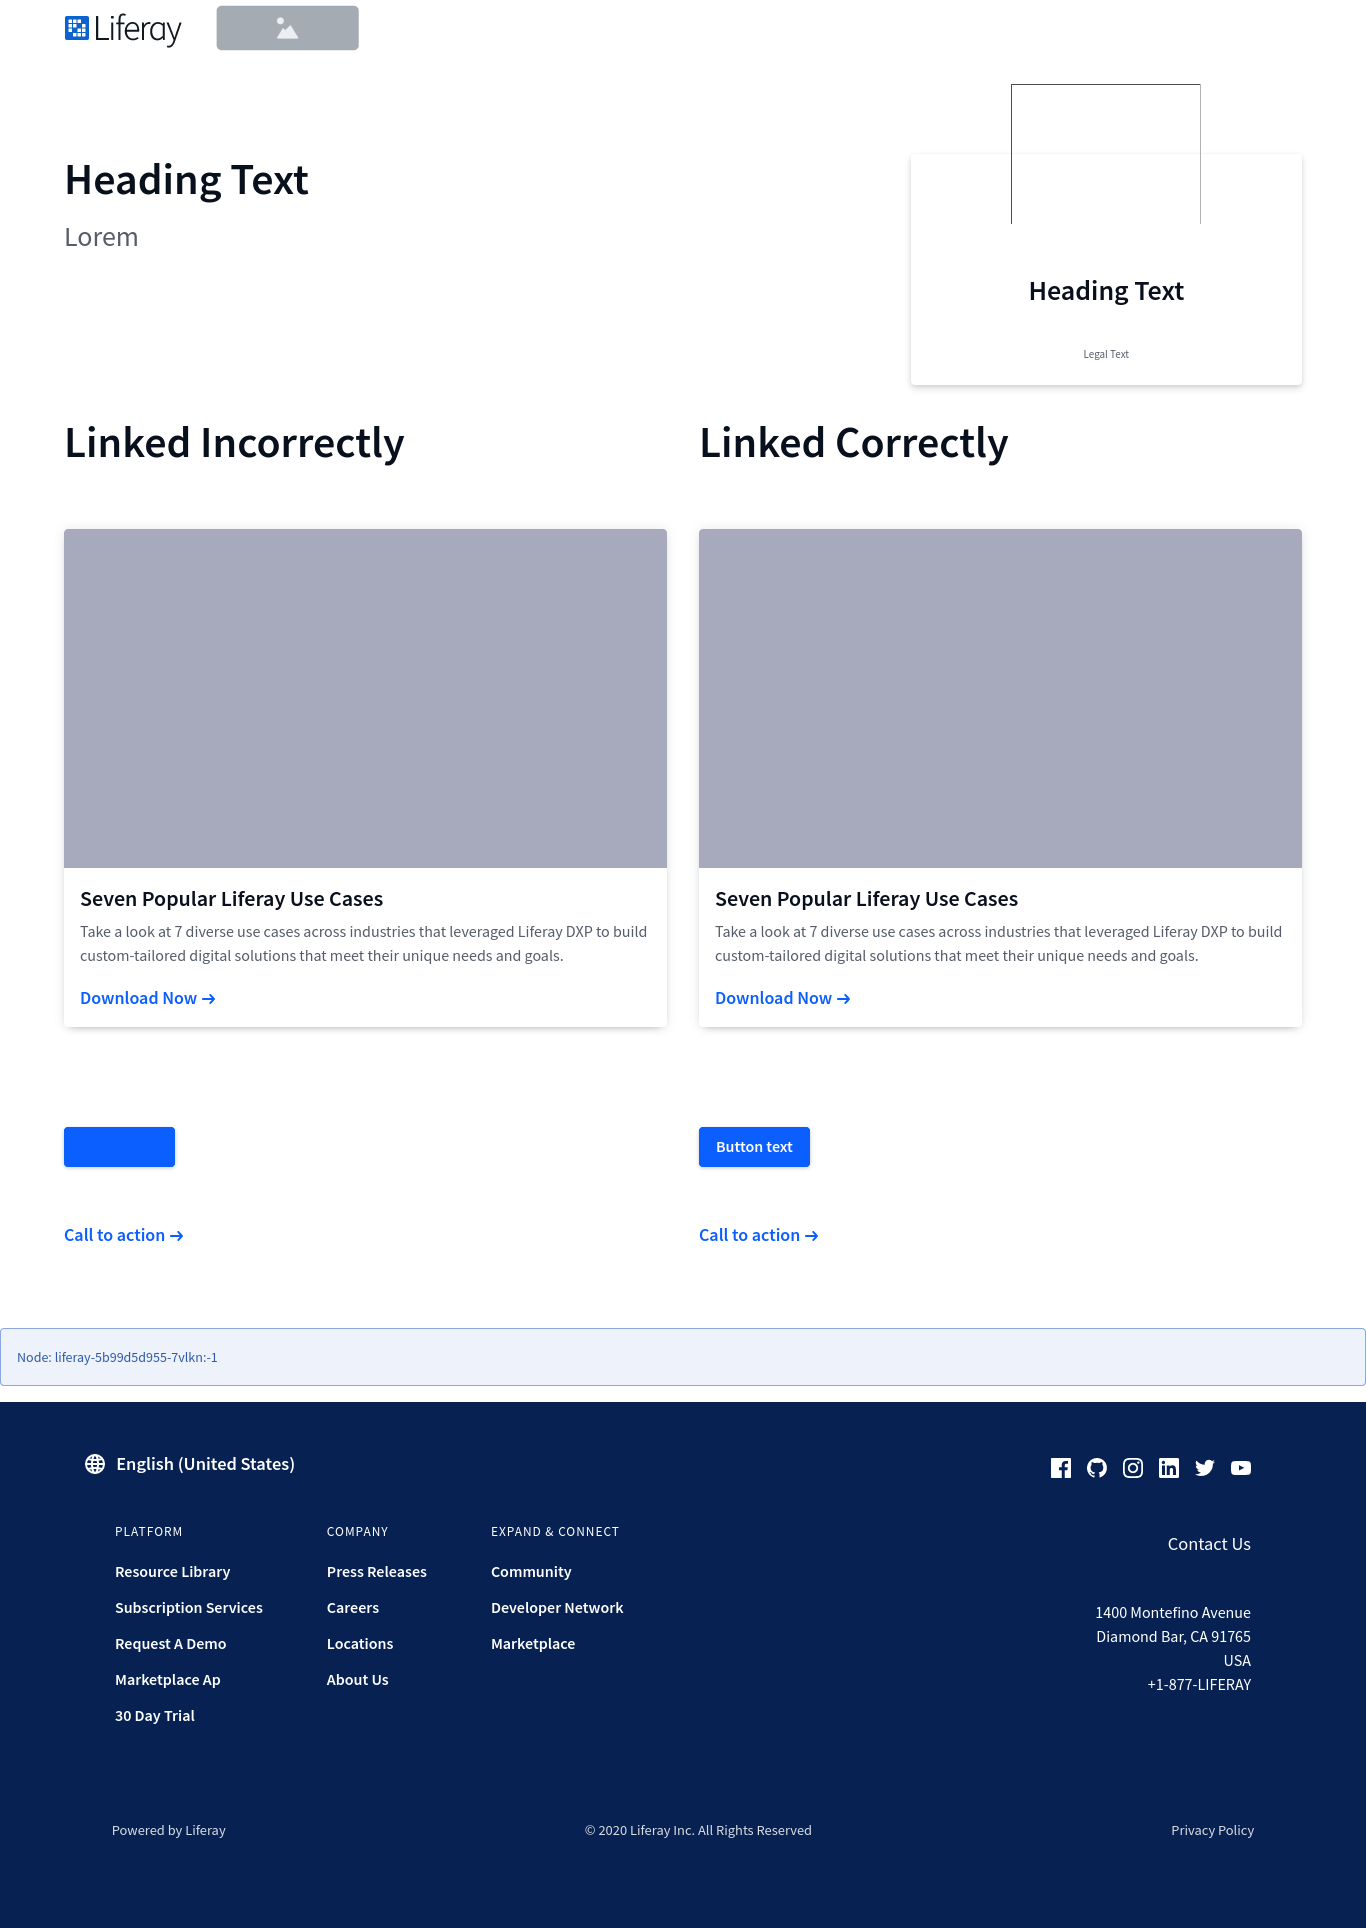 Liferay
Heading Text
Lorem
Heading Text
Legal Text
Linked Incorrectly
Linked Correctly
Seven Popular Liferay Use Cases
Take a look at 7 diverse use cases across industries that leveraged Liferay DXP to build
custom-tailored digital solutions that meet their unique needs and goals.
Download Now →
Seven Popular Liferay Use Cases
Take a look at 7 diverse use cases across industries that leveraged Liferay DXP to build
custom-tailored digital solutions that meet their unique needs and goals.
Download Now →
Button text
Call to action →
Call to action →
Node: liferay-5b99d5d955-7vlkn:-1
English (United States)
PLATFORM
Resource Library
Subscription Services
Request A Demo
Marketplace Ap
30 Day Trial
COMPANY
Press Releases
Careers
Locations
About Us
EXPAND & CONNECT
Community
Developer Network
Marketplace
Contact Us
1400 Montefino Avenue
Diamond Bar, CA 91765
USA
+1-877-LIFERAY
Powered by Liferay
© 2020 Liferay Inc. All Rights Reserved
Privacy Policy